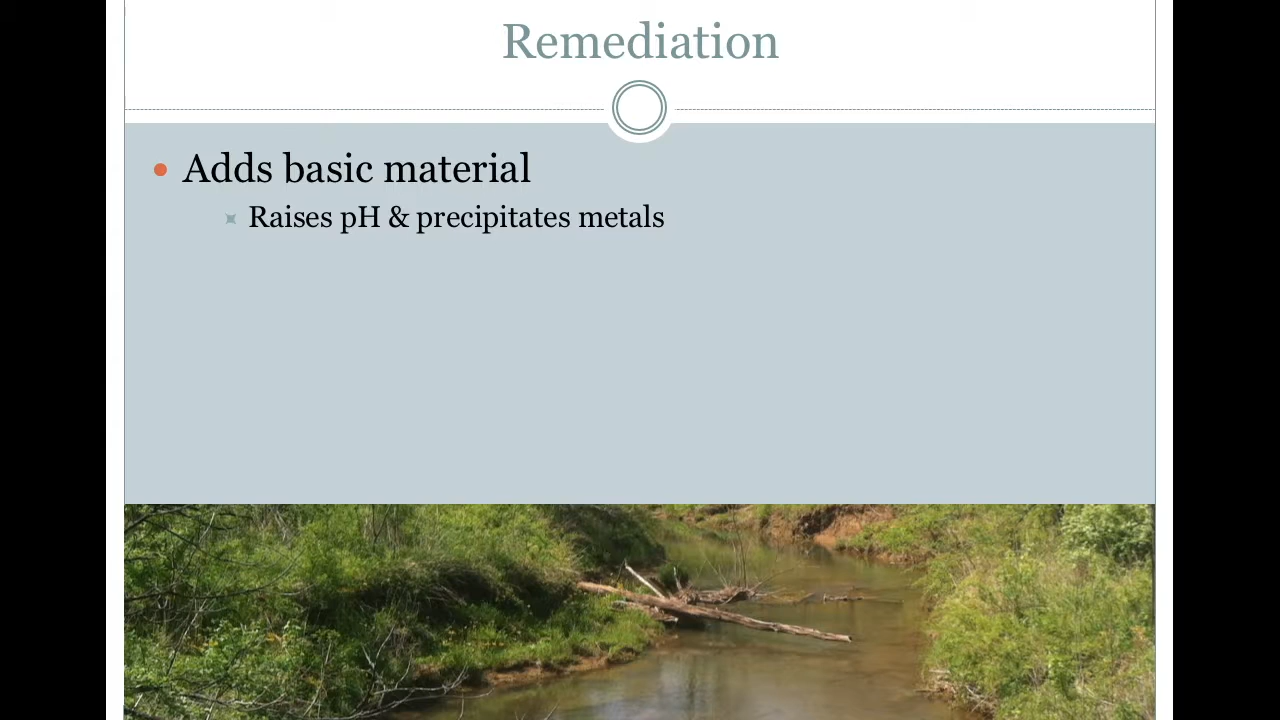 Remediation
Adds basic material
Raises pH & precipitates metals